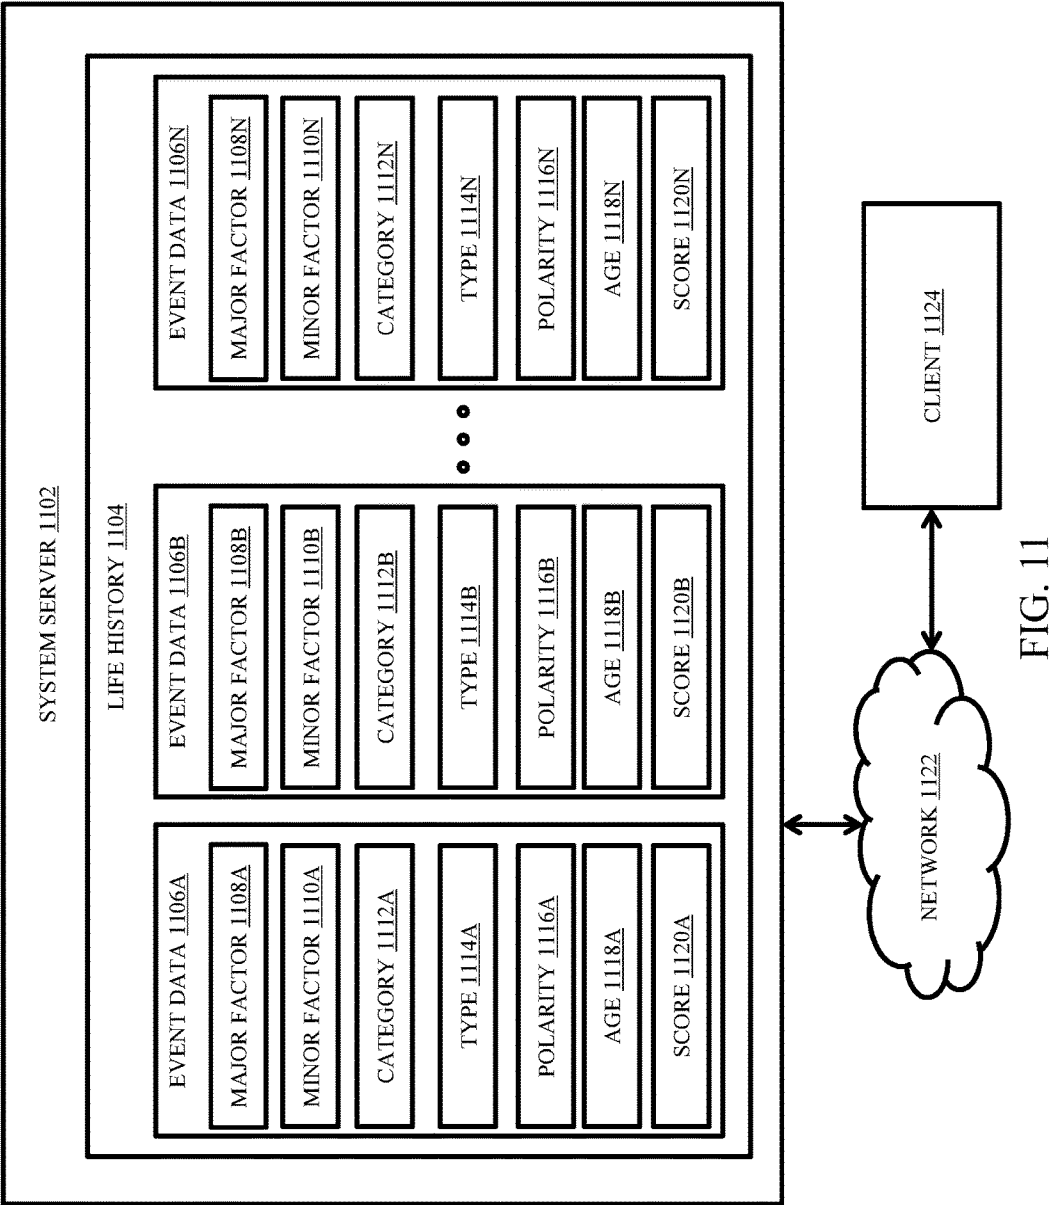 SYSTEM SERVER 1102
LIFE HISTORY 1104
EVENT DATA 1106A
MAJOR FACTOR 1108A
MINOR FACTOR 1110A
CATEGORY 1112A
TYPE 1114A
POLARITY 1116A
AGE 1118A
SCORE 1120A
EVENT DATA 1106B
MAJOR FACTOR 1108B
MINOR FACTOR 1110B
CATEGORY 1112B
TYPE 1114B
POLARITY 1116B
AGE 1118B
SCORE 1120B
EVENT DATA 1106N
MAJOR FACTOR 1108N
MINOR FACTOR 1110N
CATEGORY 1112N
TYPE 1114N
POLARITY 1116N
AGE 1118N
SCORE 1120N
NETWORK 1122
CLIENT 1124
FIG. 11